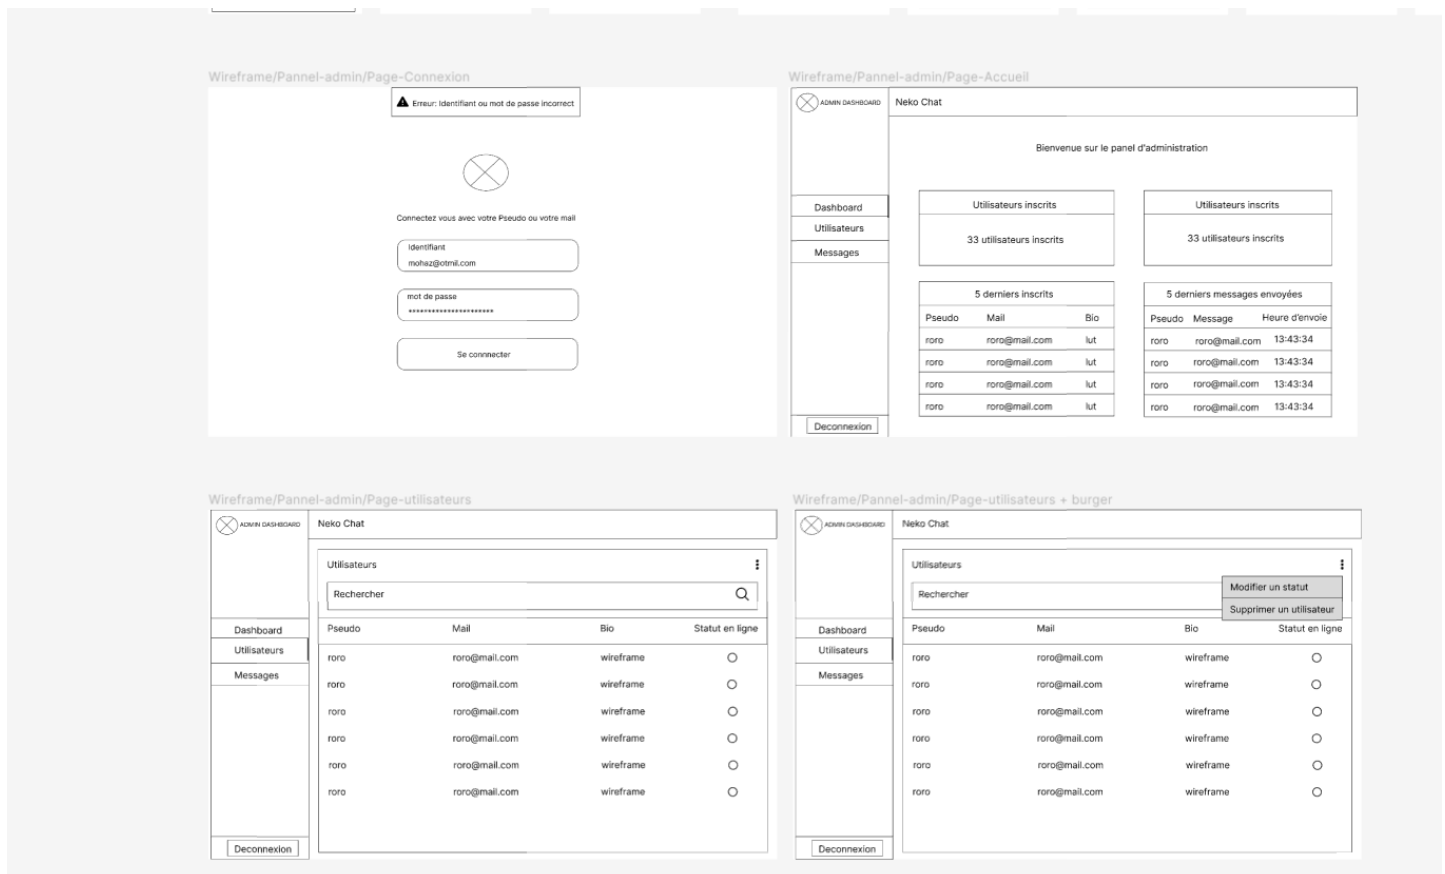 Wireframe/Pannel-admin/Page-Connexion
Erreur: Identifiant ou mot de passe incorrect
Connectez vous avec votre Pseudo ou votre mail
Identifiant
mohaz@otmil.com
mot de passe
**********************
Se connnecter
Wireframe/Pannel-admin/Page-Accueil
ADMIN DASHBOARD
Neko Chat
Bienvenue sur le panel d'administration
Dashboard
Utilisateurs
Messages
Deconnexion
Utilisateurs inscrits
33 utilisateurs inscrits
Utilisateurs inscrits
33 utilisateurs inscrits
5 derniers inscrits
Pseudo Mail Bio
roro roro@mail.com lut
roro roro@mail.com lut
roro roro@mail.com lut
roro roro@mail.com lut
5 derniers messages envoyées
Pseudo Message Heure d'envoie
roro roro@mail.com 13:43:34
roro roro@mail.com 13:43:34
roro roro@mail.com 13:43:34
roro roro@mail.com 13:43:34
Wireframe/Pannel-admin/Page-utilisateurs
ADMIN DASHBOARD
Neko Chat
Dashboard
Utilisateurs
Messages
Deconnexion
Utilisateurs
Rechercher
Pseudo Mail Bio Statut en ligne
roro roro@mail.com wireframe
roro roro@mail.com wireframe
roro roro@mail.com wireframe
roro roro@mail.com wireframe
roro roro@mail.com wireframe
roro roro@mail.com wireframe
Wireframe/Pannel-admin/Page-utilisateurs + burger
ADMIN DASHBOARD
Neko Chat
Dashboard
Utilisateurs
Messages
Deconnexion
Utilisateurs
Rechercher
Modifier un statut
Supprimer un utilisateur
Pseudo Mail Bio Statut en ligne
roro roro@mail.com wireframe
roro roro@mail.com wireframe
roro roro@mail.com wireframe
roro roro@mail.com wireframe
roro roro@mail.com wireframe
roro roro@mail.com wireframe